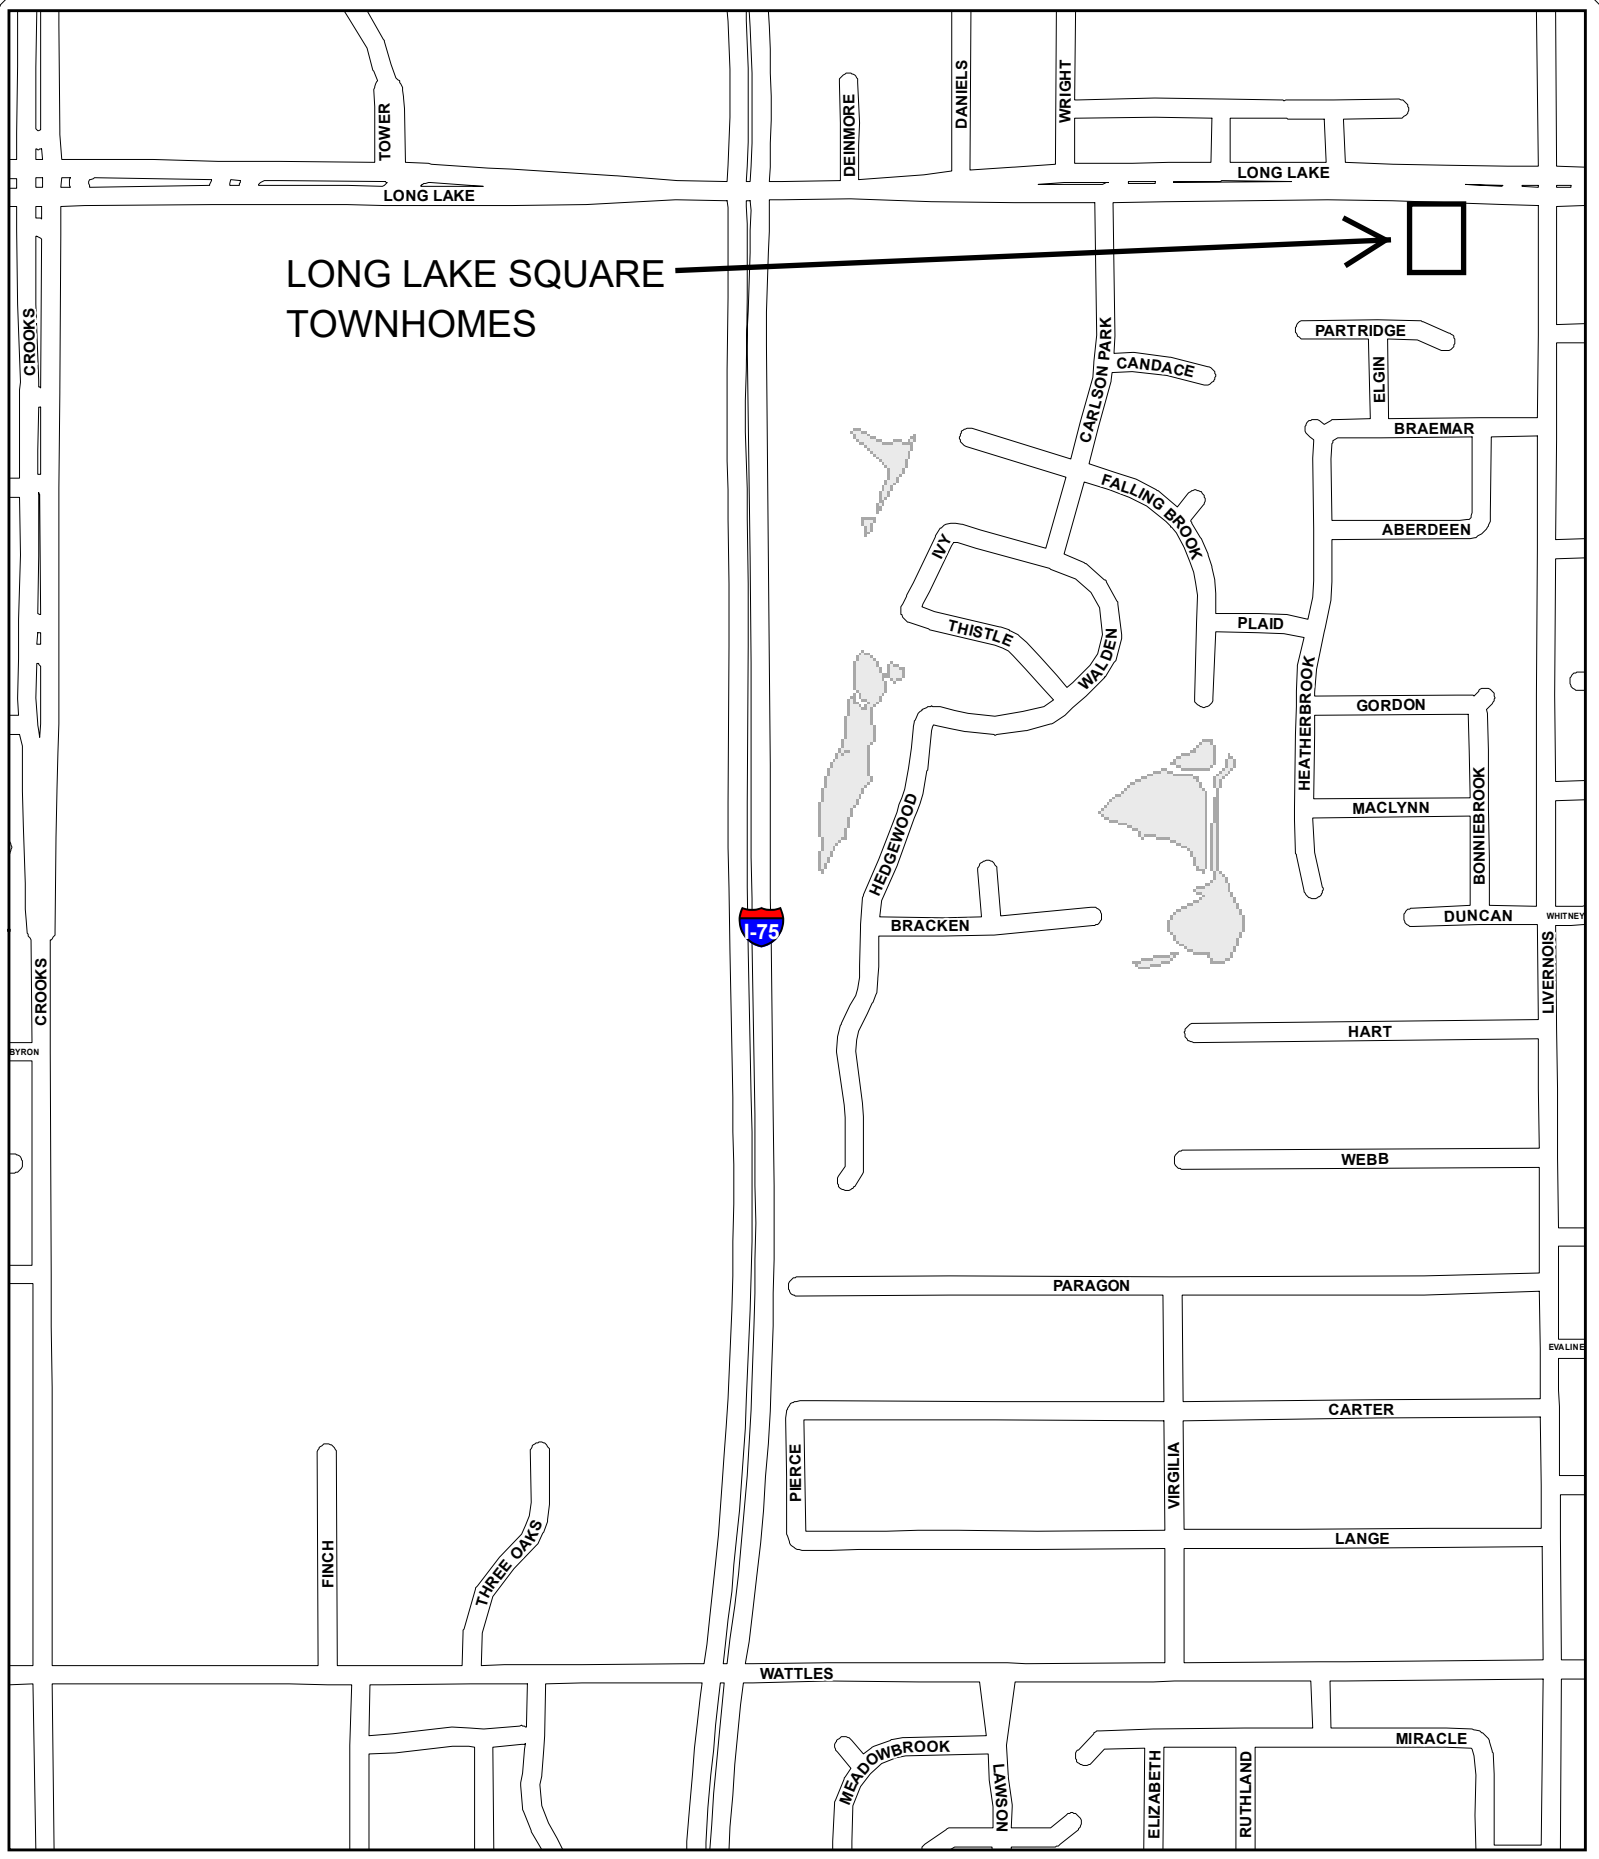 TOWER
DEINMORE
DANIELS
WRIGHT
LONG LAKE
LONG LAKE
LONG LAKE SQUARE
TOWNHOMES
CROOKS
CARLSON PARK
CANDACE
PARTRIDGE
ELGIN
BRAEMAR
FALLING BROOK
ABERDEEN
IVY
THISTLE
WALDEN
PLAID
HEATHERBROOK
GORDON
HEDGEWOOD
MACLYNN
BONNIEBROOK
BRACKEN
DUNCAN
WHITNEY
I-75
CROOKS
LIVERNOIS
BYRON
HART
WEBB
PARAGON
EVALINE
CARTER
PIERCE
VIRGILIA
LANGE
FINCH
THREE OAKS
WATTLES
MEADOWBROOK
LAWSON
MIRACLE
ELIZABETH
RUTHLAND